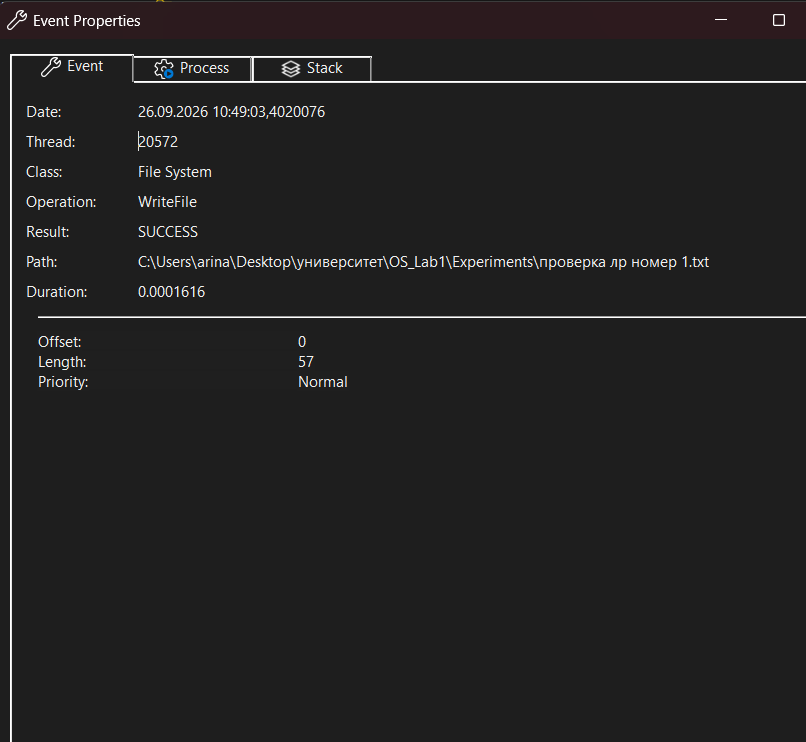 Event Properties
Event Process Stack
Date: 26.09.2026 10:49:03,4020076
Thread: 20572
Class: File System
Operation: WriteFile
Result: SUCCESS
Path: C:\Users\arina\Desktop\университет\OS_Lab1\Experiments\проверка лр номер 1.txt
Duration: 0.0001616
Offset: 0
Length: 57
Priority: Normal